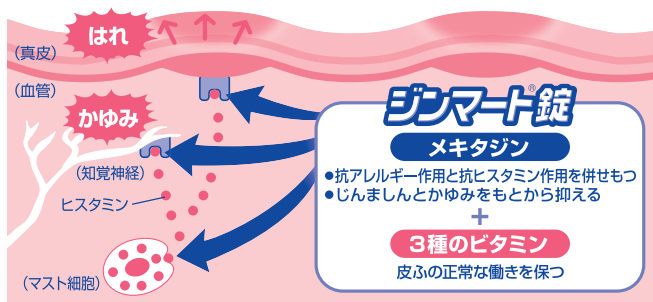 はれ
(真皮)
(血管)
かゆみ
(知覚神経)
ヒスタミン
(マスト細胞)
ジンマート®錠
メキタジン
●抗アレルギー作用と抗ヒスタミン作用を併せもつ
●じんましんとかゆみをもとから抑える
+
3種のビタミン
皮ふの正常な働きを保つ